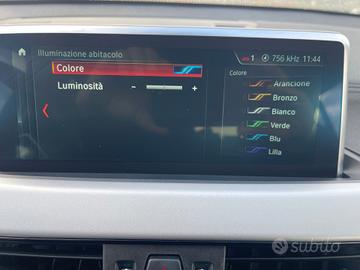 Illuminazione abitacolo
1 756 kHz 11:44
Colore
Luminosità - +
Colore
Arancione
Bronzo
Bianco
Verde
Blu
Lilla
subito